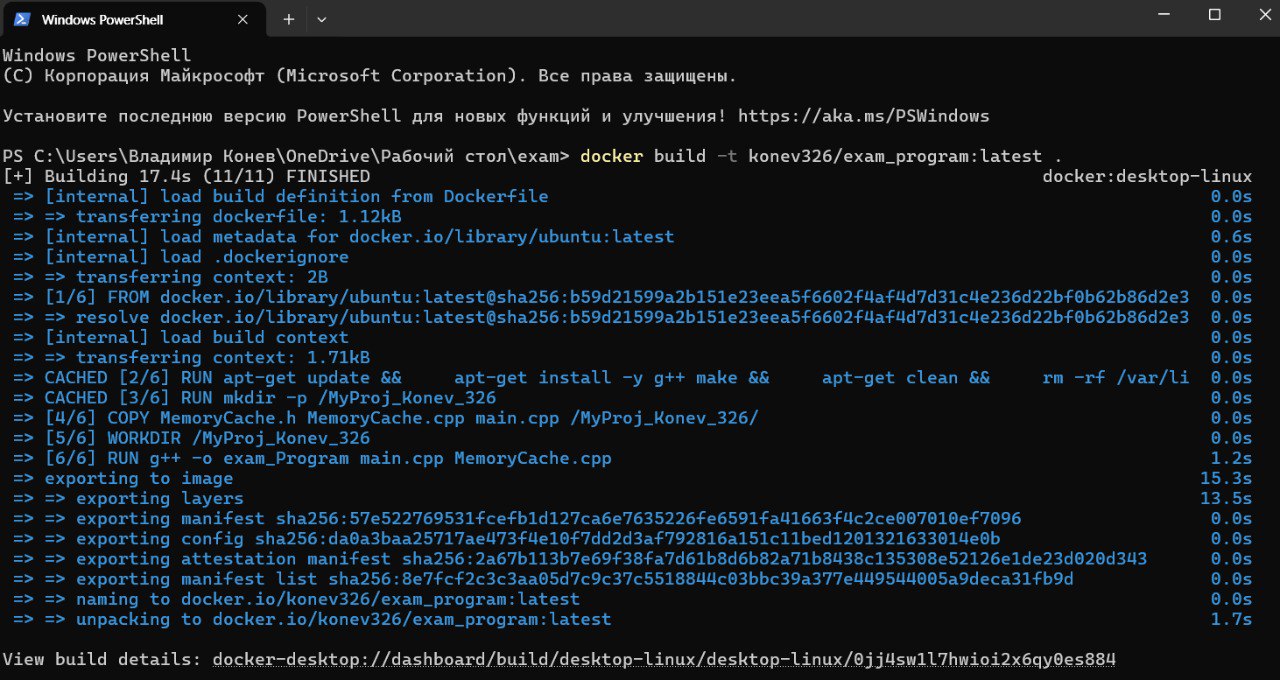 Windows PowerShell
Windows PowerShell
(C) Корпорация Майкрософт (Microsoft Corporation). Все права защищены.
Установите последнюю версию PowerShell для новых функций и улучшения! https://aka.ms/PSWindows
PS C:\Users\Владимир Конев\OneDrive\Рабочий стол\exam> docker build -t konev326/exam_program:latest .
[+] Building 17.4s (11/11) FINISHED docker:desktop-linux
=> [internal] load build definition from Dockerfile 0.0s
=> => transferring dockerfile: 1.12kB 0.0s
=> [internal] load metadata for docker.io/library/ubuntu:latest 0.6s
=> [internal] load .dockerignore 0.0s
=> => transferring context: 2B 0.0s
=> [1/6] FROM docker.io/library/ubuntu:latest@sha256:b59d21599a2b151e23eea5f6602f4af4d7d31c4e236d22bf0b62b86d2e3 0.0s
=> => resolve docker.io/library/ubuntu:latest@sha256:b59d21599a2b151e23eea5f6602f4af4d7d31c4e236d22bf0b62b86d2e3 0.0s
=> [internal] load build context 0.0s
=> => transferring context: 1.71kB 0.0s
=> CACHED [2/6] RUN apt-get update &&     apt-get install -y g++ make &&     apt-get clean &&     rm -rf /var/li 0.0s
=> CACHED [3/6] RUN mkdir -p /MyProj_Konev_326 0.0s
=> [4/6] COPY MemoryCache.h MemoryCache.cpp main.cpp /MyProj_Konev_326/ 0.0s
=> [5/6] WORKDIR /MyProj_Konev_326 0.0s
=> [6/6] RUN g++ -o exam_Program main.cpp MemoryCache.cpp 1.2s
=> exporting to image 15.3s
=> => exporting layers 13.5s
=> => exporting manifest sha256:57e522769531fcefb1d127ca6e7635226fe6591fa41663f4c2ce007010ef7096 0.0s
=> => exporting config sha256:da0a3baa25717ae473f4e10f7dd2d3af792816a151c11bed1201321633014e0b 0.0s
=> => exporting attestation manifest sha256:2a67b113b7e69f38fa7d61b8d6b82a71b8438c135308e52126e1de23d020d343 0.0s
=> => exporting manifest list sha256:8e7fcf2c3c3aa05d7c9c37c5518844c03bbc39a377e449544005a9deca31fb9d 0.0s
=> => naming to docker.io/konev326/exam_program:latest 0.0s
=> => unpacking to docker.io/konev326/exam_program:latest 1.7s
View build details: docker-desktop://dashboard/build/desktop-linux/desktop-linux/0jj4sw1l7hwioi2x6qy0es884